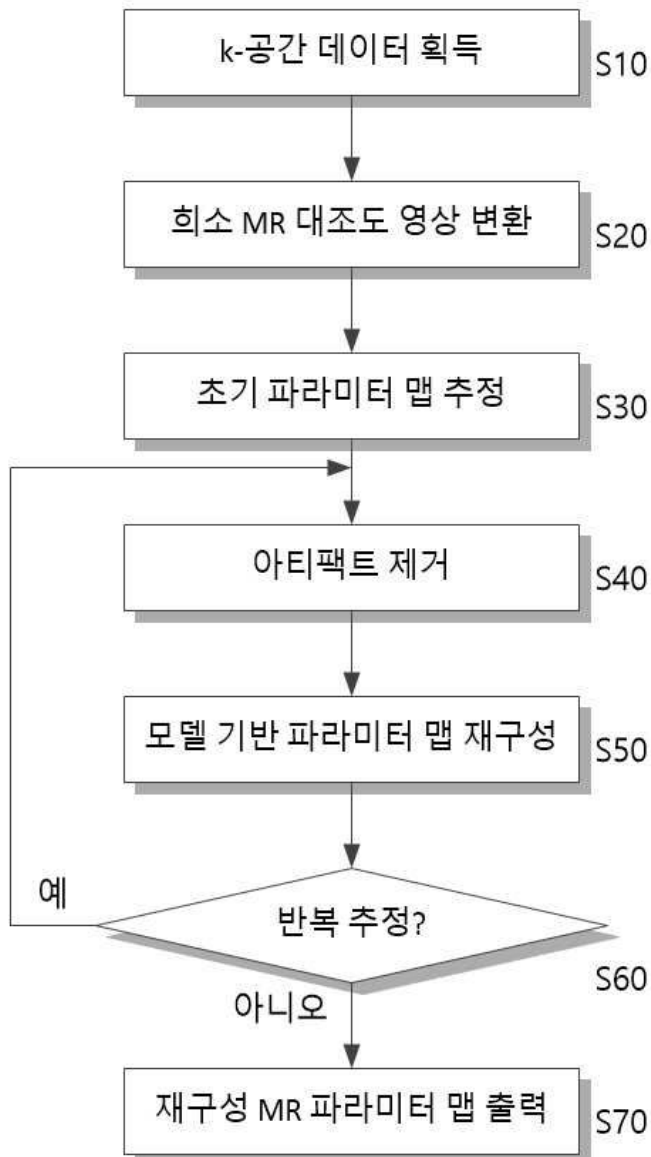 k-공간 데이터 획득
S10
희소 MR 대조도 영상 변환
S20
초기 파라미터 맵 추정
S30
아티팩트 제거
S40
모델 기반 파라미터 맵 재구성
S50
예
반복 추정?
S60
아니오
재구성 MR 파라미터 맵 출력
S70